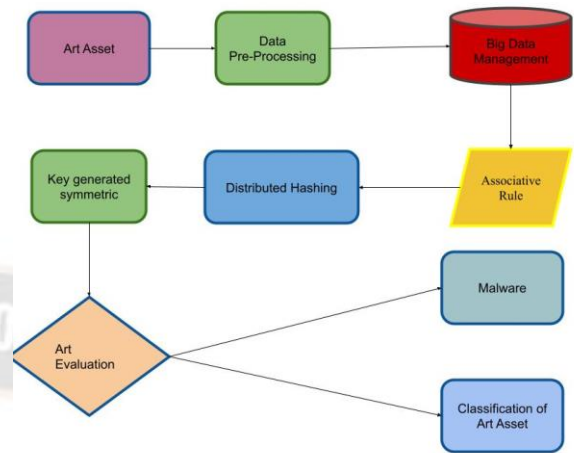 Art Asset
Data
Pre-Processing
Big Data
Management
Key generated
symmetric
Distributed Hashing
Associative
Rule
Malware
Art
Evaluation
Classification of
Art Asset